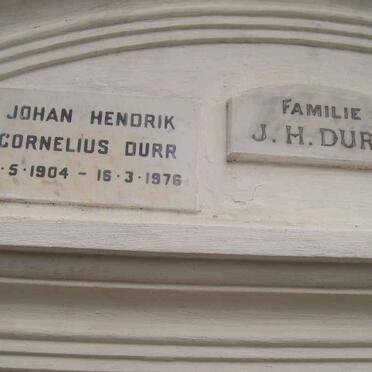 JOHAN HENDRIK
CORNELIUS DURR
·5·1904 – 16·3·1976
FAMILIE
J. H. DUR